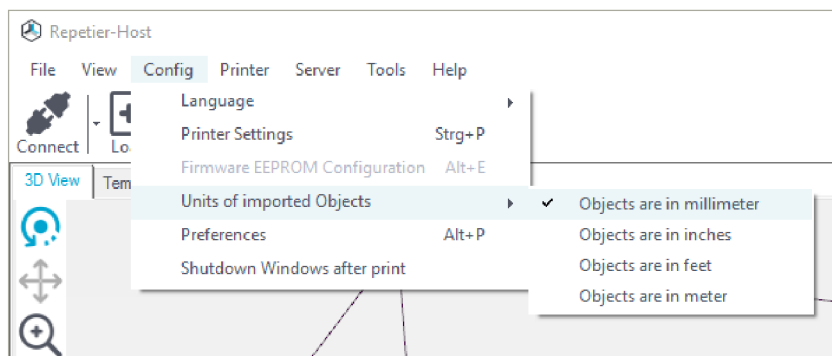 Repetier-Host
File View Config Printer Server Tools Help
Language
Printer Settings Strg+P
Firmware EEPROM Configuration Alt+E
Units of imported Objects
Preferences Alt+P
Shutdown Windows after print
Objects are in millimeter
Objects are in inches
Objects are in feet
Objects are in meter
Connect Lo
3D View Tem